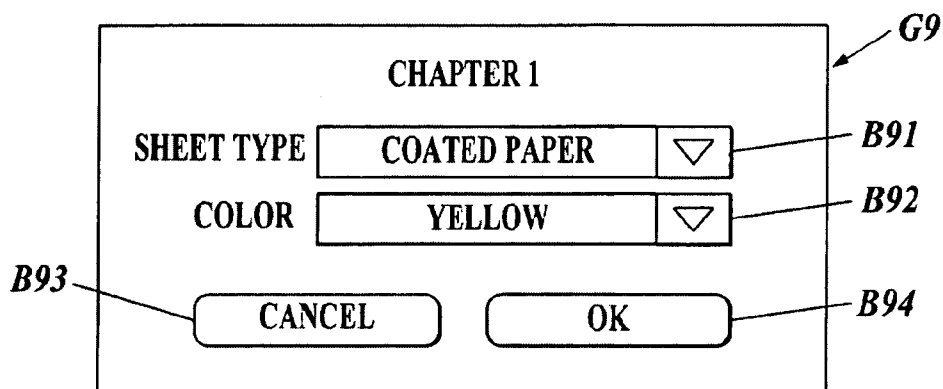 G9
CHAPTER 1
SHEET TYPE COATED PAPER B91
COLOR YELLOW B92
B93 CANCEL OK B94